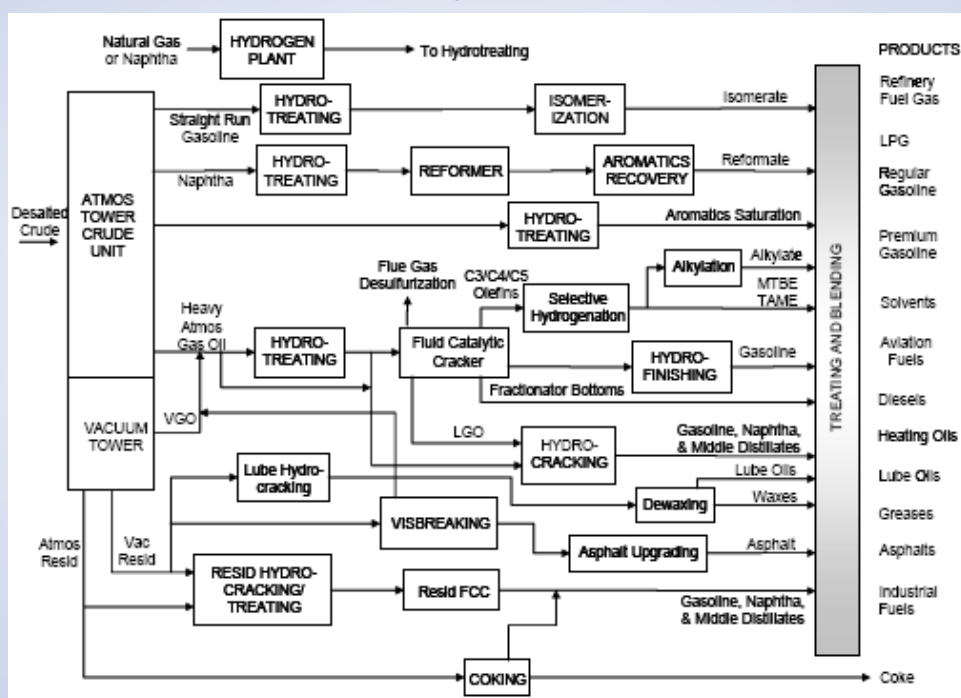 Natural Gas
or Naphtha
HYDROGEN
PLANT
To Hydrotreating
PRODUCTS
HYDRO-
TREATING
ISOMER-
IZATION
Isomerate
Straight Run
Gasoline
Refinery
Fuel Gas
LPG
Naphtha
HYDRO-
TREATING
REFORMER
AROMATICS
RECOVERY
Reformate
Regular
Gasoline
Desalted
Crude
ATMOS
TOWER
CRUDE
UNIT
HYDRO-
TREATING
Aromatics Saturation
Premium
Gasoline
Flue Gas
Desulfurization
C3/C4/C5
Olefins
Selective
Hydrogenation
Alkylation
Alkylate
MTBE
TAME
Solvents
Heavy
Atmos
Gas Oil
HYDRO-
TREATING
Fluid Catalytic
Cracker
HYDRO-
FINISHING
Gasoline
Aviation
Fuels
Fractionator Bottoms
Diesels
TREATING AND BLENDING
VACUUM
TOWER
VGO
LGO
HYDRO-
CRACKING
Gasoline, Naphtha,
& Middle Distillates
Heating Oils
Lube Hydro-
cracking
Dewaxing
Lube Oils
Waxes
Lube Oils
Greases
VISBREAKING
Atmos
Resid
Vac
Resid
Asphalt Upgrading
Asphalt
Asphalts
RESID HYDRO-
CRACKING/
TREATING
Resid FCC
Gasoline, Naphtha,
& Middle Distillates
Industrial
Fuels
COKING
Coke